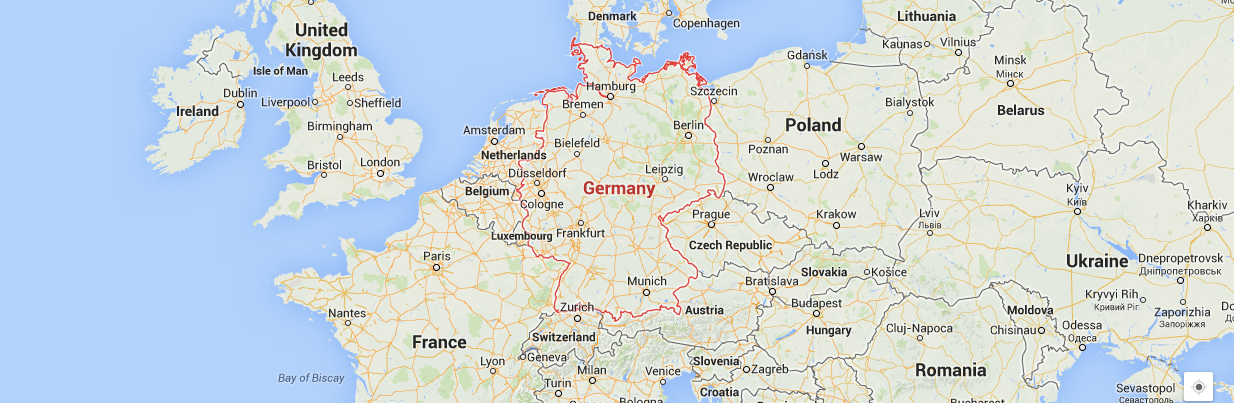 Denmark
Copenhagen
Lithuania
Kaunas
Vilnius
United
Kingdom
Isle of Man
Leeds
Dublin
Liverpool
Sheffield
Ireland
Birmingham
Bristol
London
Gdańsk
Minsk
Мінск
Hamburg
Szczecin
Bremen
Białystok
Belarus
Amsterdam
Bielefeld
Berlin
Poland
Poznan
Warsaw
Netherlands
Düsseldorf
Leipzig
Lodz
Belgium
Germany
Wroclaw
Kyiv
Київ
Cologne
Prague
Krakow
Lviv
Львів
Kharkiv
Харків
Luxembourg
Frankfurt
Czech Republic
Paris
Ukraine
Dnepropetrovsk
Дніпропетровськ
Slovakia
Košice
Munich
Bratislava
Kryvyi Rih
Кривий Ріг
Nantes
Zurich
Austria
Budapest
Moldova
Zaporizhia
Запоріжжя
Switzerland
Hungary
Cluj-Napoca
Chisinau
Odessa
Одеса
France
Geneva
Lyon
Slovenia
Zagreb
Romania
Bay of Biscay
Milan
Venice
Turin
Croatia
Sevastopol
Севастополь
Bologna